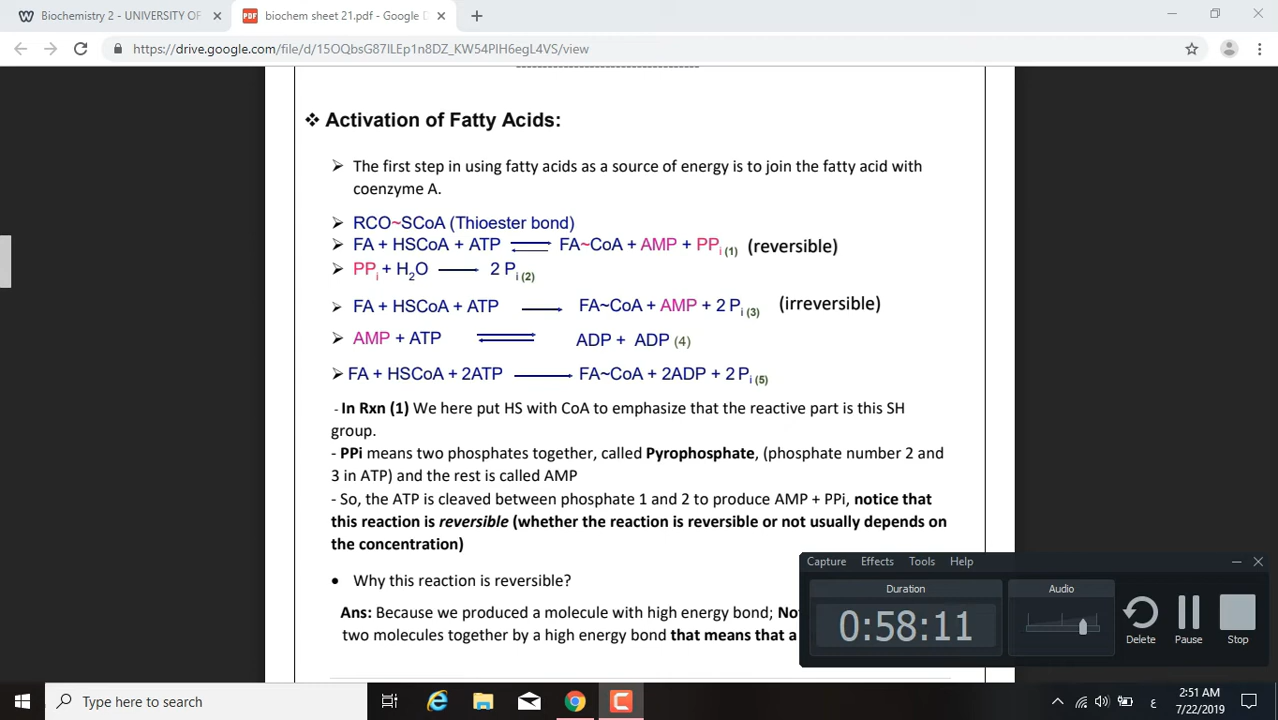 Biochemistry 2 - UNIVERSITY OF
biochem sheet 21.pdf - Google D
https://drive.google.com/file/d/15OQbsG87lLEp1n8DZ_KW54PlH6egL4VS/view
❖ Activation of Fatty Acids:
➢ The first step in using fatty acids as a source of energy is to join the fatty acid with
coenzyme A.
➢ RCO~SCoA (Thioester bond)
➢ FA + HSCoA + ATP ⇌ FA~CoA + AMP + PPi (1) (reversible)
➢ PPi + H2O → 2 Pi (2)
➢ FA + HSCoA + ATP → FA~CoA + AMP + 2 Pi (3) (irreversible)
➢ AMP + ATP ⇌ ADP + ADP (4)
➢ FA + HSCoA + 2ATP → FA~CoA + 2ADP + 2 Pi (5)
- In Rxn (1) We here put HS with CoA to emphasize that the reactive part is this SH
group.
- PPi means two phosphates together, called Pyrophosphate, (phosphate number 2 and
3 in ATP) and the rest is called AMP
- So, the ATP is cleaved between phosphate 1 and 2 to produce AMP + PPi, notice that
this reaction is reversible (whether the reaction is reversible or not usually depends on
the concentration)
• Why this reaction is reversible?
Ans: Because we produced a molecule with high energy bond; No
two molecules together by a high energy bond that means that a
Capture Effects Tools Help
Duration
Audio
0:58:11
Delete Pause Stop
Type here to search
ع
2:51 AM
7/22/2019